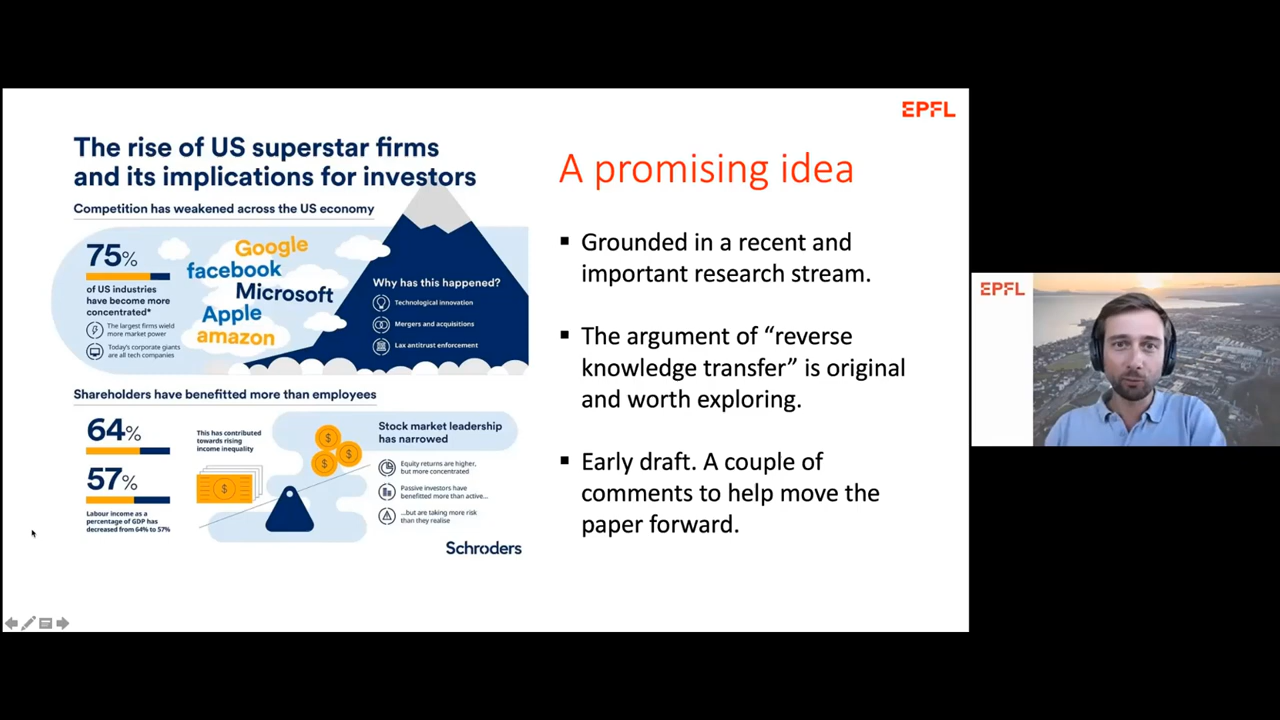 EPFL
The rise of US superstar firms
and its implications for investors
Competition has weakened across the US economy
75%
of US industries
have become more
concentrated*
The largest firms wield
more market power
Today's corporate giants
are all tech companies
Google
facebook
Microsoft
Apple
amazon
Why has this happened?
Technological innovation
Mergers and acquisitions
Lax antitrust enforcement
Shareholders have benefitted more than employees
64%
57%
Labour income as a
percentage of GDP has
decreased from 64% to 57%
This has contributed
towards rising
income inequality
Stock market leadership
has narrowed
Equity returns are higher,
but more concentrated
Passive investors have
benefitted more than active...
...but are taking more risk
than they realise
Schroders
A promising idea
▪ Grounded in a recent and
important research stream.
▪ The argument of “reverse
knowledge transfer” is original
and worth exploring.
▪ Early draft. A couple of
comments to help move the
paper forward.
EPFL